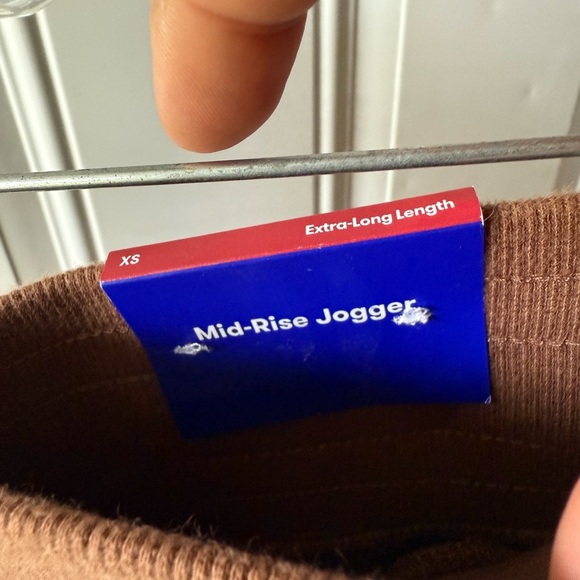 XS Extra-Long Length
Mid-Rise Jogger